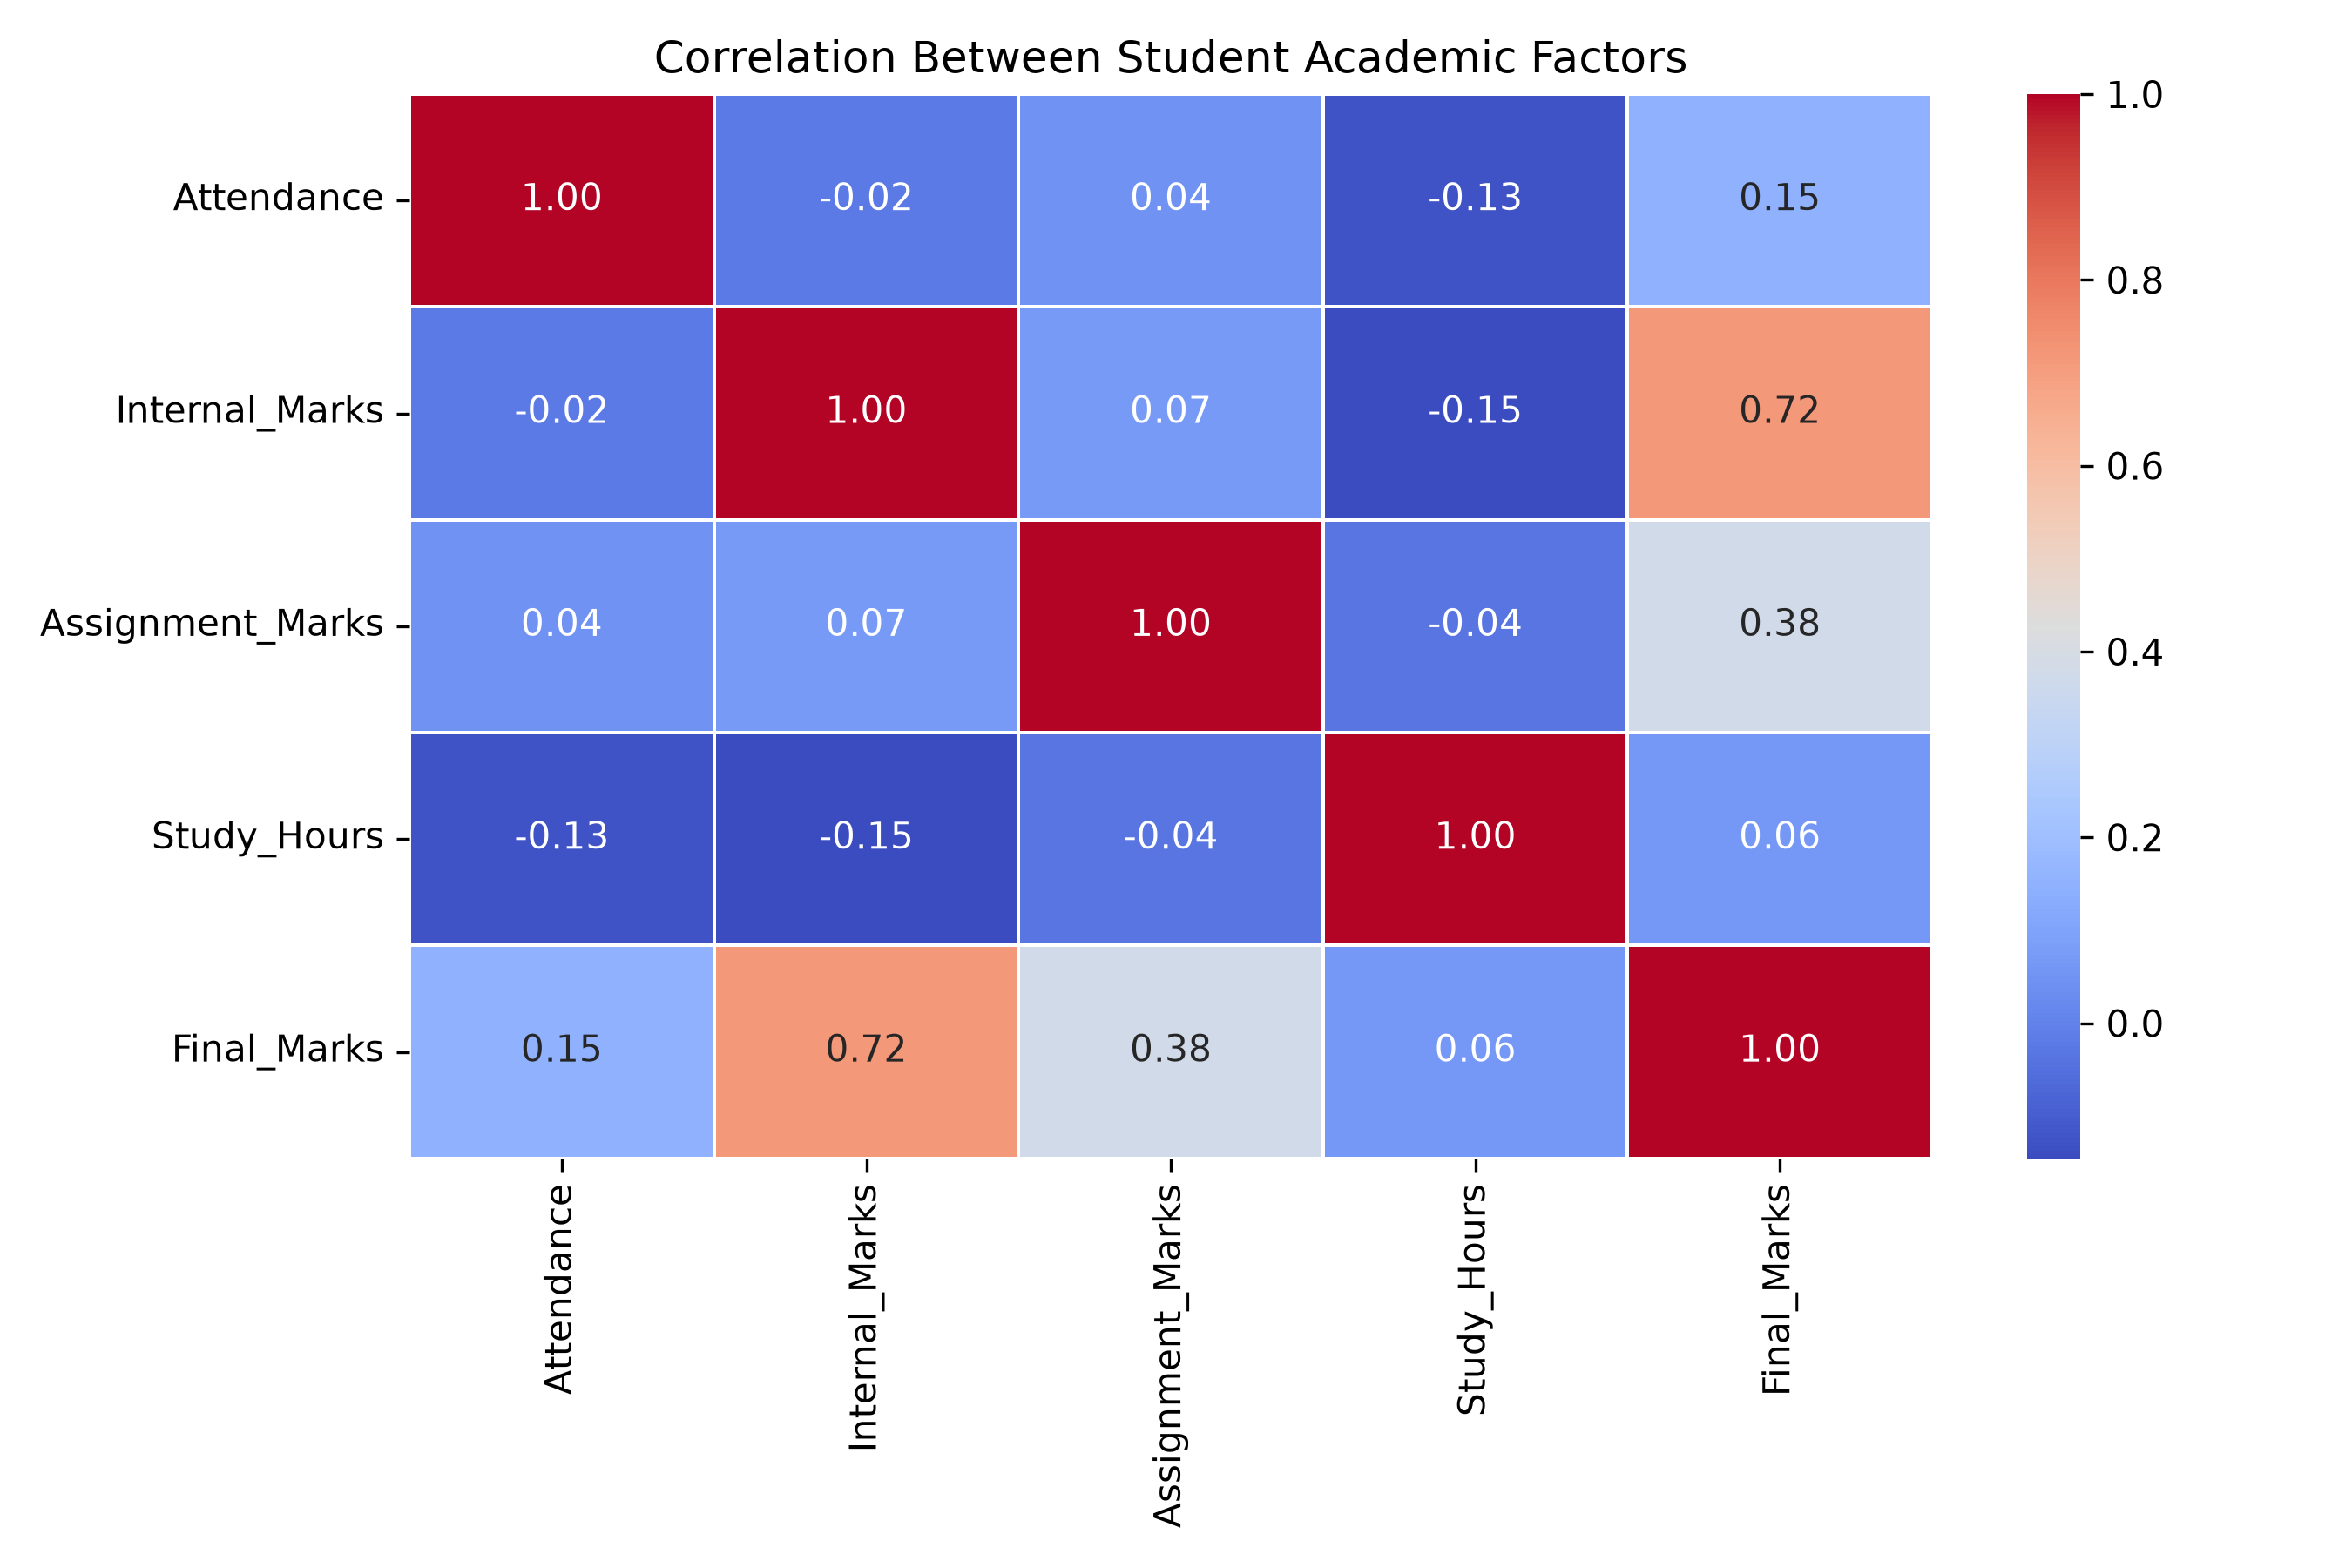 Correlation Between Student Academic Factors
Attendance 1.00 -0.02 0.04 -0.13 0.15
Internal_Marks -0.02 1.00 0.07 -0.15 0.72
Assignment_Marks 0.04 0.07 1.00 -0.04 0.38
Study_Hours -0.13 -0.15 -0.04 1.00 0.06
Final_Marks 0.15 0.72 0.38 0.06 1.00
Attendance Internal_Marks Assignment_Marks Study_Hours Final_Marks
1.0
0.8
0.6
0.4
0.2
0.0